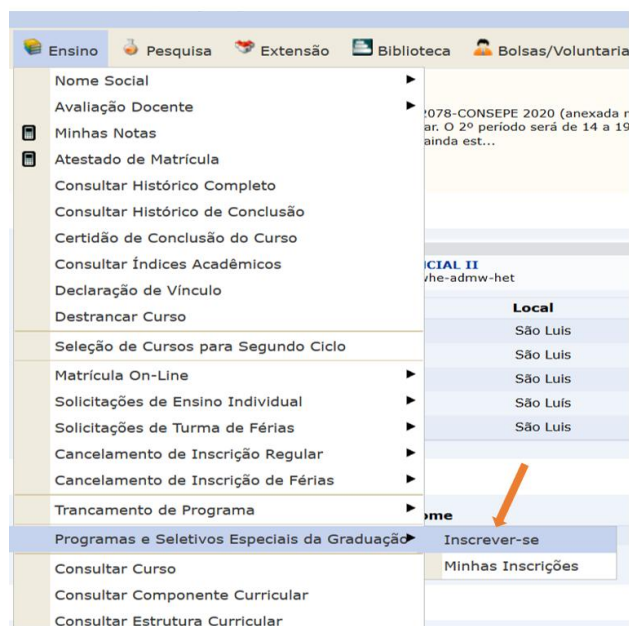 Ensino Pesquisa Extensão Biblioteca Bolsas/Voluntaria
Nome Social
Avaliação Docente
Minhas Notas
Atestado de Matrícula
Consultar Histórico Completo
Consultar Histórico de Conclusão
Certidão de Conclusão do Curso
Consultar Índices Acadêmicos
Declaração de Vínculo
Destrancar Curso
Seleção de Cursos para Segundo Ciclo
Matrícula On-Line
Solicitações de Ensino Individual
Solicitações de Turma de Férias
Cancelamento de Inscrição Regular
Cancelamento de Inscrição de Férias
Trancamento de Programa
Programas e Seletivos Especiais da Graduação
Consultar Curso
Consultar Componente Curricular
Consultar Estrutura Curricular
Inscrever-se
Minhas Inscrições
2078-CONSEPE 2020 (anexada
ar. O 2º período será de 14 a 19
ainda est...
CIAL II
vhe-admw-het
Local
São Luis
São Luis
São Luis
São Luís
São Luis
ome